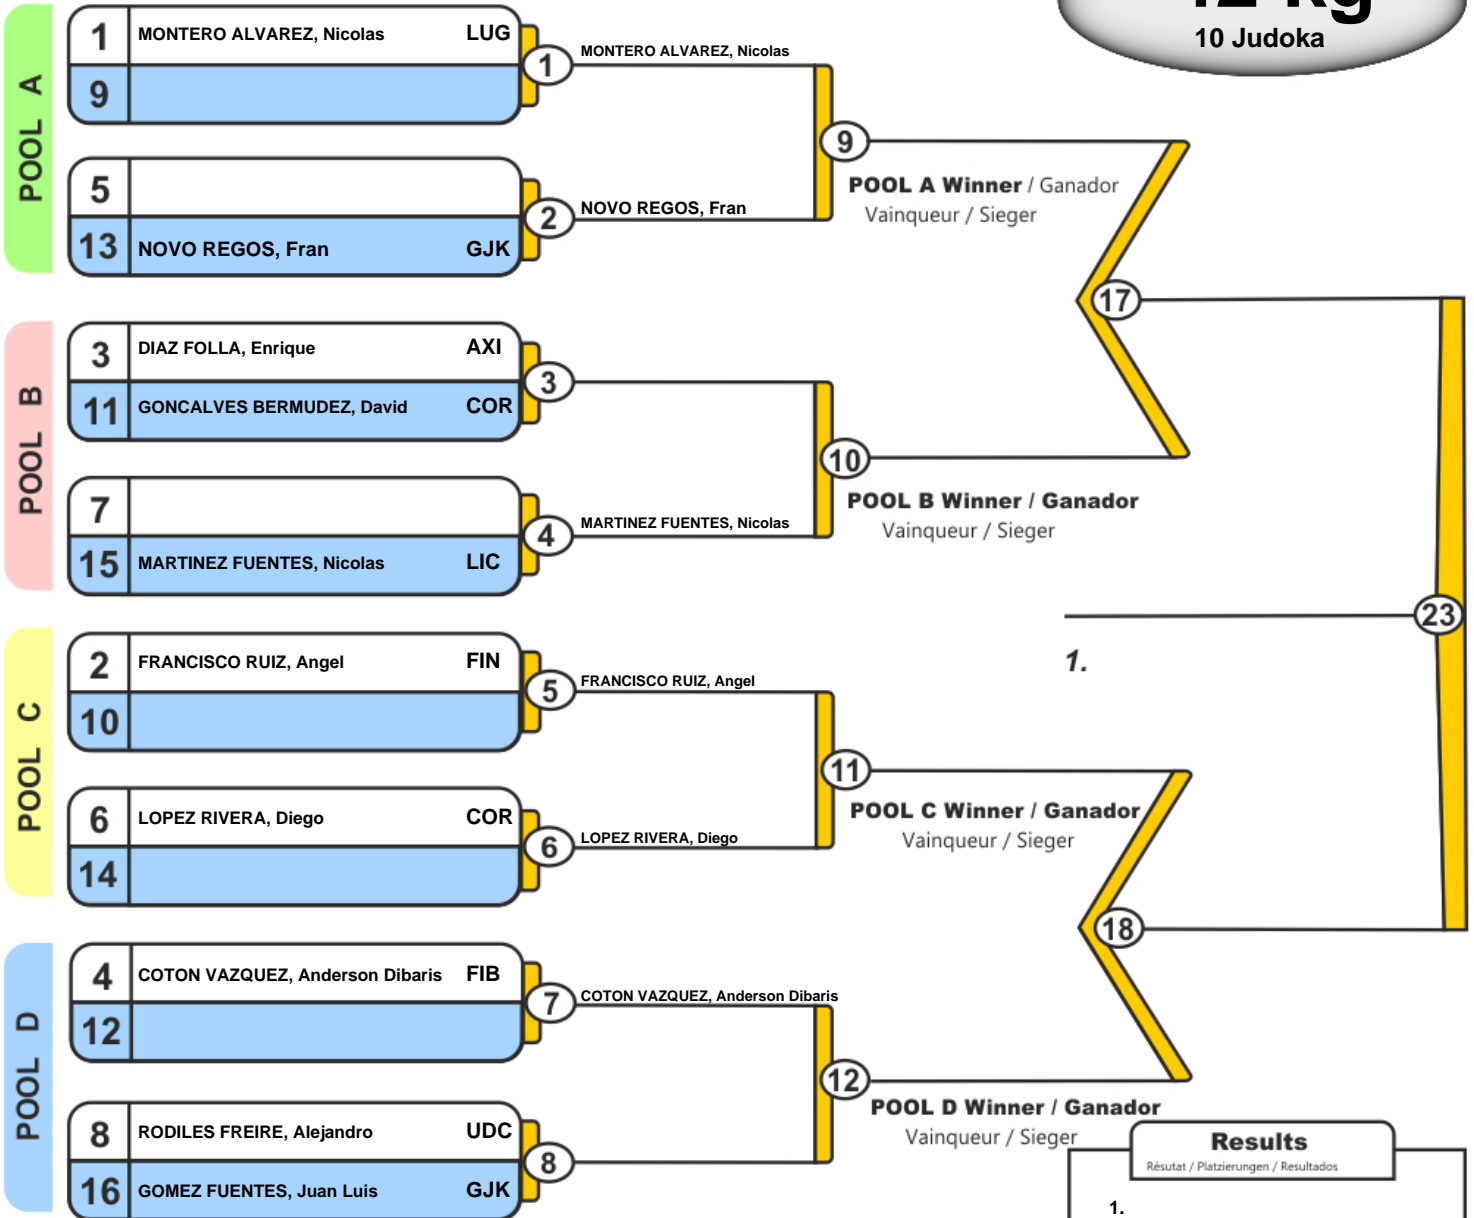 10 Judoka
POOL A
1 MONTERO ALVAREZ, Nicolas LUG
9
1
MONTERO ALVAREZ, Nicolas
5
13 NOVO REGOS, Fran GJK
2
NOVO REGOS, Fran
9
POOL A Winner / Ganador
Vainqueur / Sieger
17
POOL B
3 DIAZ FOLLA, Enrique AXI
11 GONCALVES BERMUDEZ, David COR
3
7
15 MARTINEZ FUENTES, Nicolas LIC
4
MARTINEZ FUENTES, Nicolas
10
POOL B Winner / Ganador
Vainqueur / Sieger
23
1.
POOL C
2 FRANCISCO RUIZ, Angel FIN
10
5
FRANCISCO RUIZ, Angel
6 LOPEZ RIVERA, Diego COR
14
6
LOPEZ RIVERA, Diego
11
POOL C Winner / Ganador
Vainqueur / Sieger
18
POOL D
4 COTON VAZQUEZ, Anderson Dibaris FIB
12
7
COTON VAZQUEZ, Anderson Dibaris
8 RODILES FREIRE, Alejandro UDC
16 GOMEZ FUENTES, Juan Luis GJK
8
12
POOL D Winner / Ganador
Vainqueur / Sieger
Results
Résutat / Platzierungen / Resultados
1.